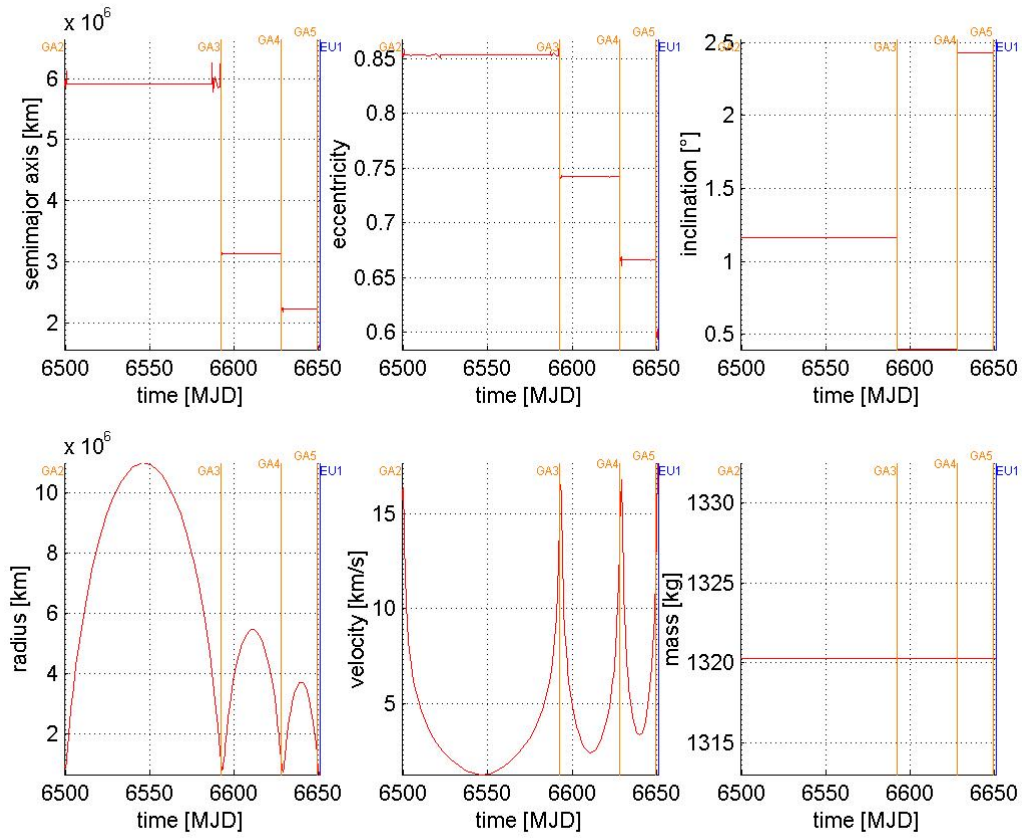 x 10^6
GA2
GA3
GA4
GA5
EU1
6
5
4
3
2
semimajor axis [km]
6500
6550
6600
6650
time [MJD]
GA2
GA3
GA4
GA5
EU1
0.85
0.8
0.75
0.7
0.65
0.6
eccentricity
6500
6550
6600
6650
time [MJD]
GA2
GA3
GA4
GA5
EU1
2.5
2
1.5
1
0.5
0.4
inclination [°]
6500
6550
6600
6650
time [MJD]
x 10^6
GA2
GA3
GA4
GA5
EU1
10
8
6
4
2
radius [km]
6500
6550
6600
6650
time [MJD]
GA2
GA3
GA4
GA5
EU1
15
10
5
velocity [km/s]
6500
6550
6600
6650
time [MJD]
GA2
GA3
GA4
GA5
EU1
1330
1325
1320
1315
mass [kg]
6500
6550
6600
6650
time [MJD]